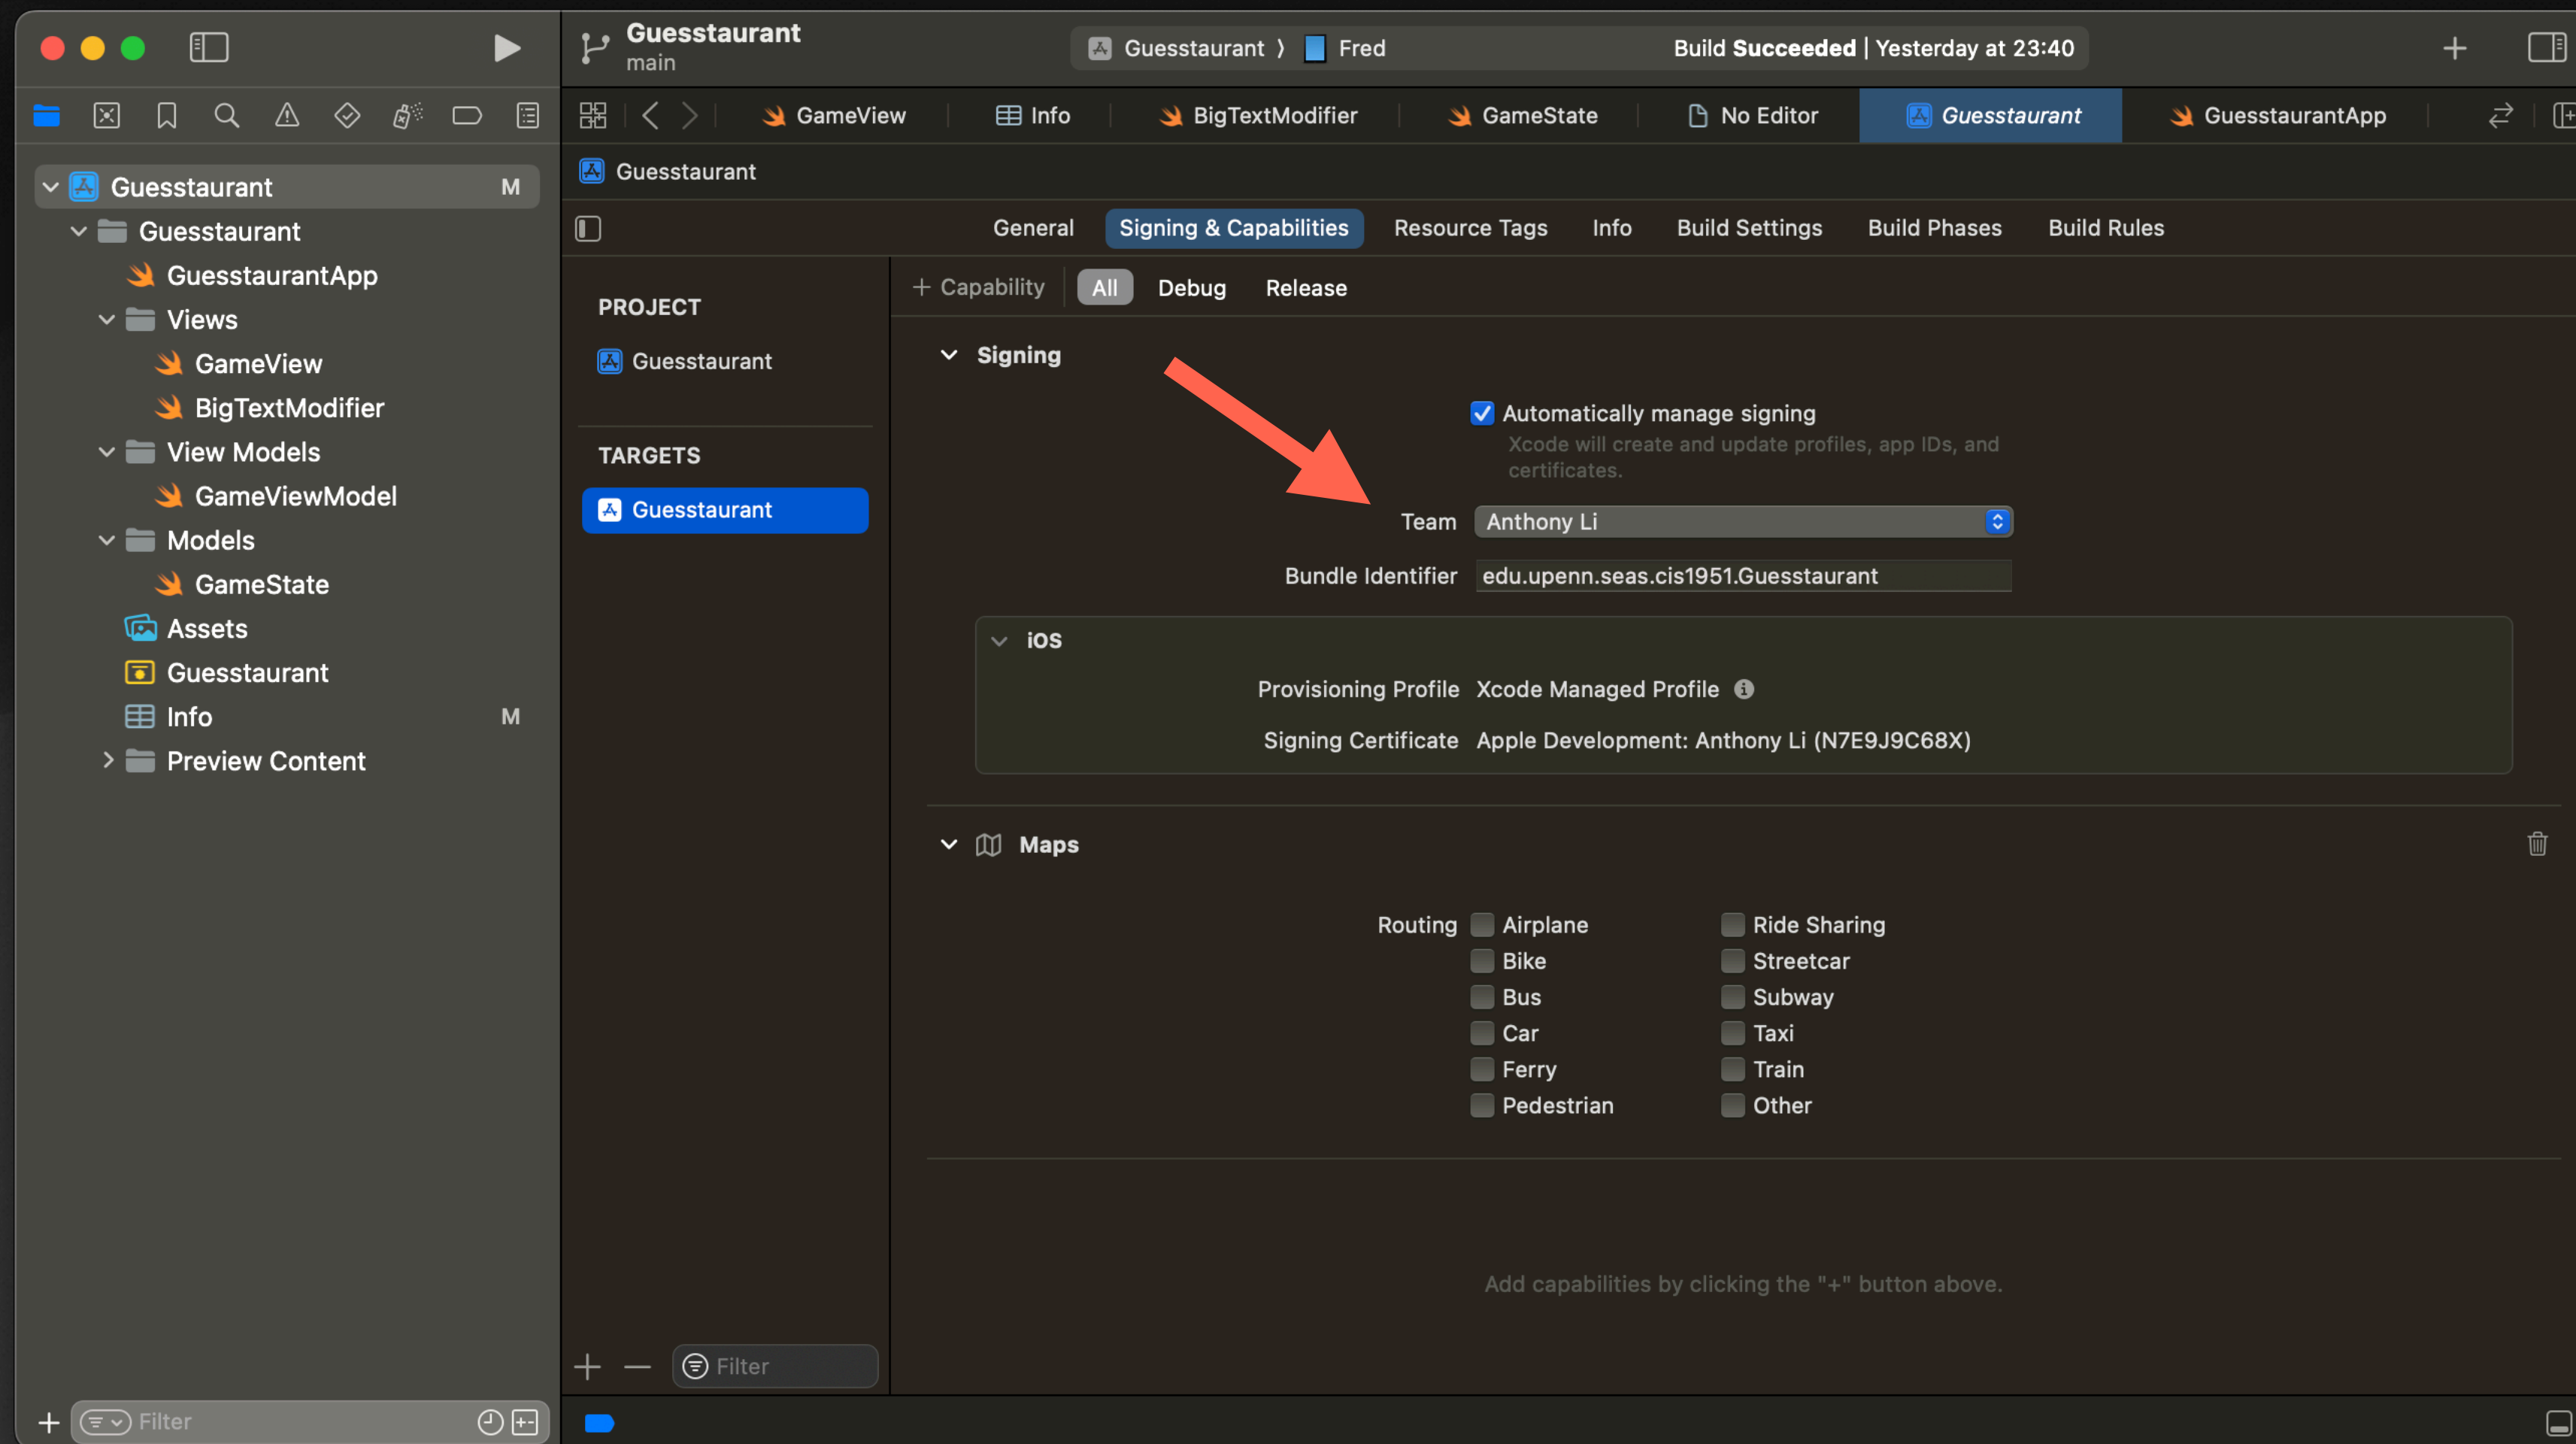 Guesstaurant
main
Guesstaurant 〉 Fred
Build Succeeded | Yesterday at 23:40
GameView
Info
BigTextModifier
GameState
No Editor
Guesstaurant
GuesstaurantApp
Guesstaurant M
Guesstaurant
GuesstaurantApp
Views
GameView
BigTextModifier
View Models
GameViewModel
Models
GameState
Assets
Guesstaurant
Info M
Preview Content
Filter
Guesstaurant
General
Signing & Capabilities
Resource Tags
Info
Build Settings
Build Phases
Build Rules
PROJECT
Guesstaurant
TARGETS
Guesstaurant
Filter
+ Capability
All
Debug
Release
Signing
Automatically manage signing
Xcode will create and update profiles, app IDs, and
certificates.
Team Anthony Li
Bundle Identifier edu.upenn.seas.cis1951.Guesstaurant
iOS
Provisioning Profile Xcode Managed Profile
Signing Certificate Apple Development: Anthony Li (N7E9J9C68X)
Maps
Routing Airplane Ride Sharing
Bike Streetcar
Bus Subway
Car Taxi
Ferry Train
Pedestrian Other
Add capabilities by clicking the "+" button above.